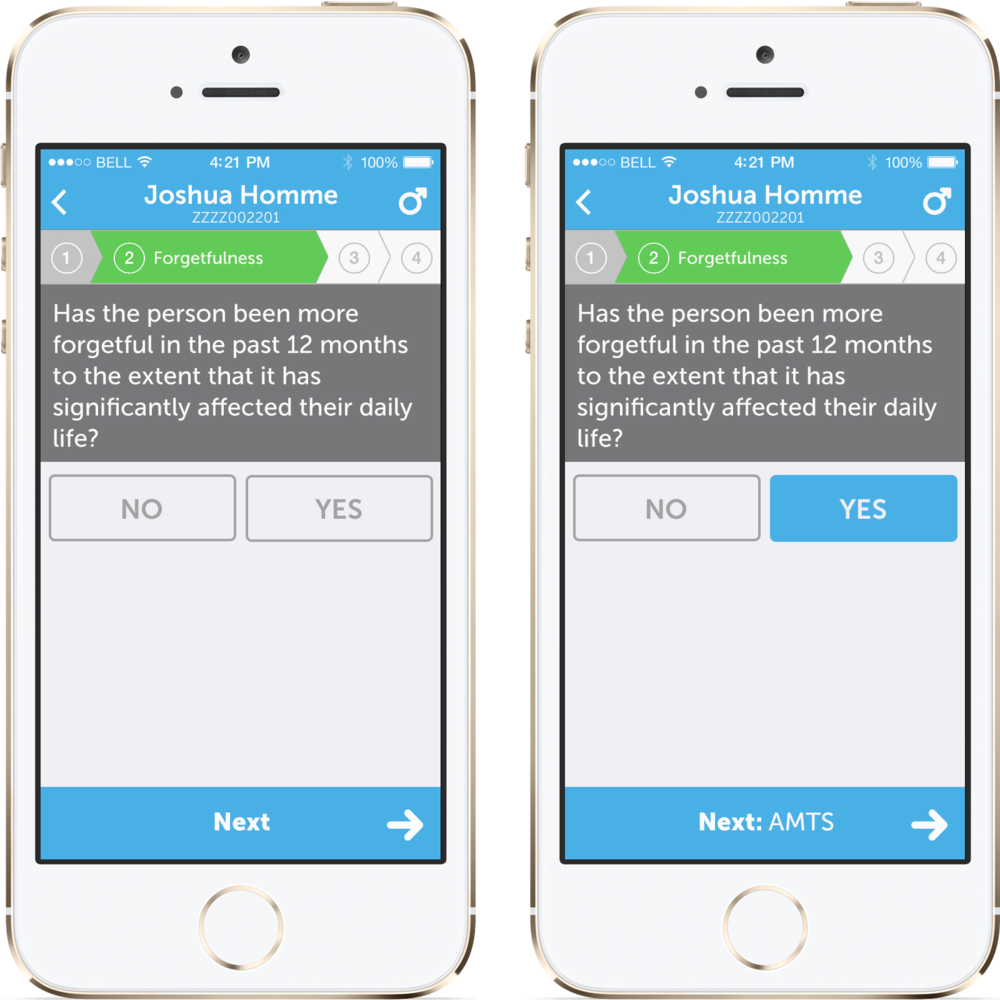 BELL 4:21 PM 100%
Joshua Homme
ZZZZ002201
1 2 Forgetfulness 3 4
Has the person been more
forgetful in the past 12 months
to the extent that it has
significantly affected their daily
life?
NO YES
Next
BELL 4:21 PM 100%
Joshua Homme
ZZZZ002201
1 2 Forgetfulness 3 4
Has the person been more
forgetful in the past 12 months
to the extent that it has
significantly affected their daily
life?
NO YES
Next: AMTS